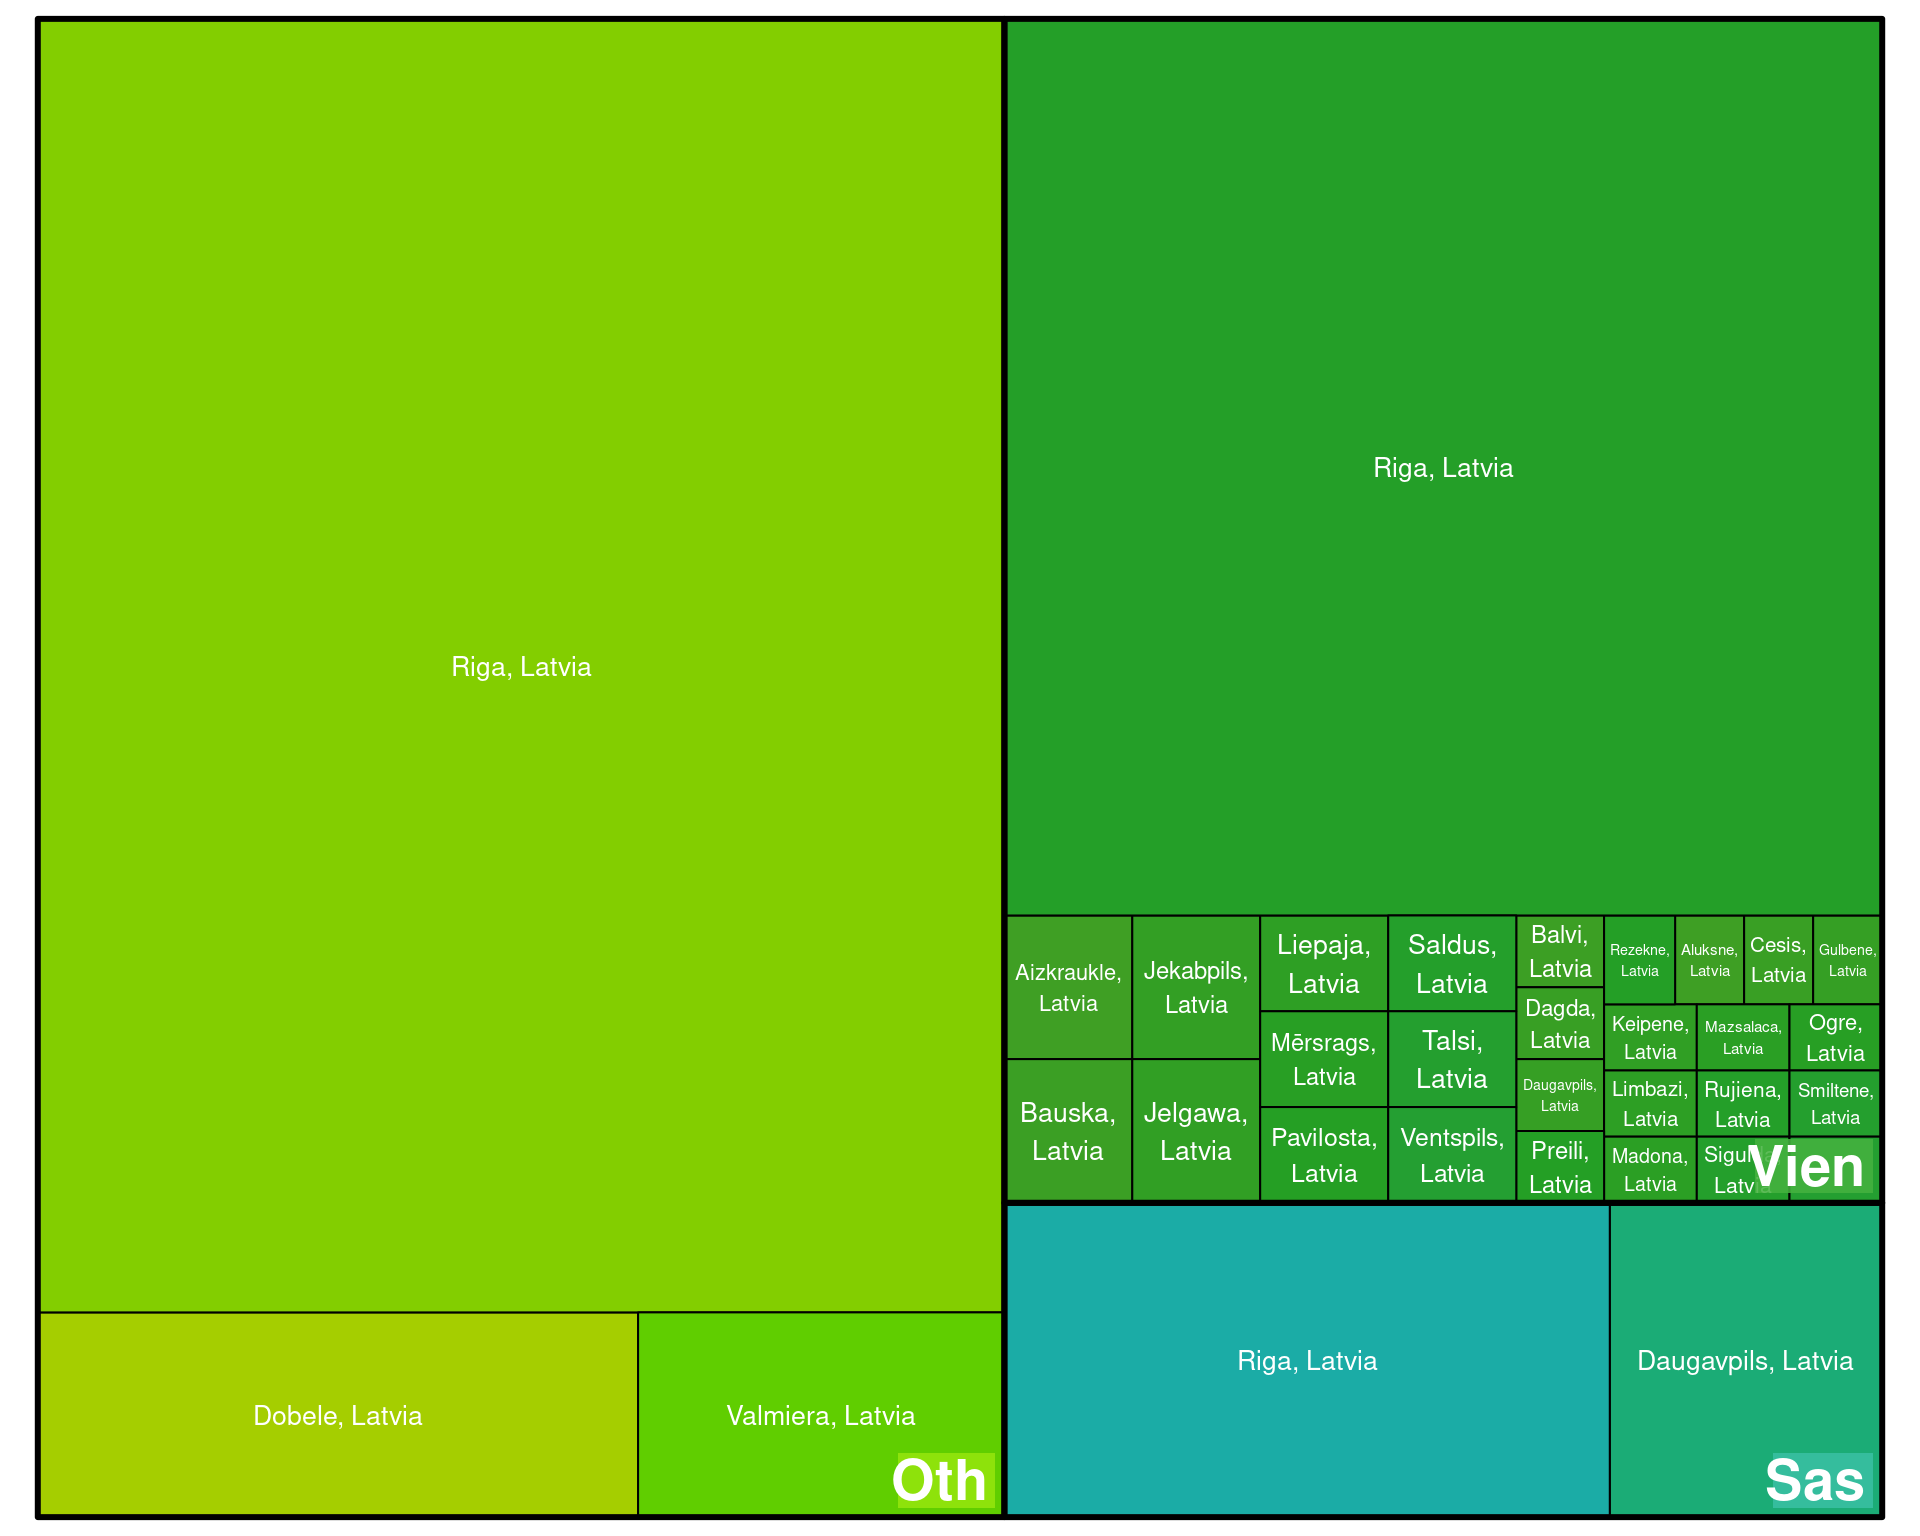 Riga, Latvia
Dobele, Latvia
Valmiera, Latvia
Oth
Riga, Latvia
Aizkraukle,
Latvia
Bauska,
Latvia
Jekabpils,
Latvia
Jelgawa,
Latvia
Liepaja,
Latvia
Mērsrags,
Latvia
Pavilosta,
Latvia
Saldus,
Latvia
Talsi,
Latvia
Ventspils,
Latvia
Balvi,
Latvia
Dagda,
Latvia
Daugavpils,
Latvia
Preili,
Latvia
Rezekne,
Latvia
Aluksne,
Latvia
Cesis,
Latvia
Gulbene,
Latvia
Keipene,
Latvia
Limbazi,
Latvia
Madona,
Latvia
Mazsalaca,
Latvia
Rujiena,
Latvia
Latvia
Ogre,
Latvia
Smiltene,
Latvia
Vien
Riga, Latvia
Daugavpils, Latvia
Sas